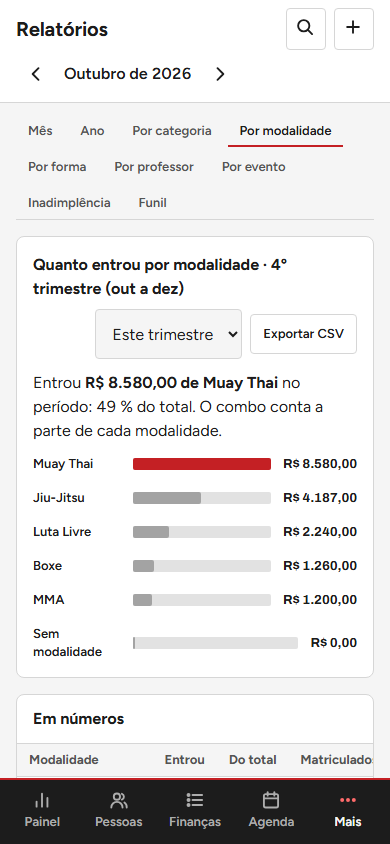 Relatórios
Outubro de 2026
Mês Ano Por categoria Por modalidade
Por forma Por professor Por evento
Inadimplência Funil
Quanto entrou por modalidade · 4º
trimestre (out a dez)
Este trimestre Exportar CSV
Entrou R$ 8.580,00 de Muay Thai no
período: 49 % do total. O combo conta a
parte de cada modalidade.
Muay Thai R$ 8.580,00
Jiu-Jitsu R$ 4.187,00
Luta Livre R$ 2.240,00
Boxe R$ 1.260,00
MMA R$ 1.200,00
Sem
modalidade R$ 0,00
Em números
Modalidade Entrou Do total Matriculados
Painel Pessoas Finanças Agenda Mais